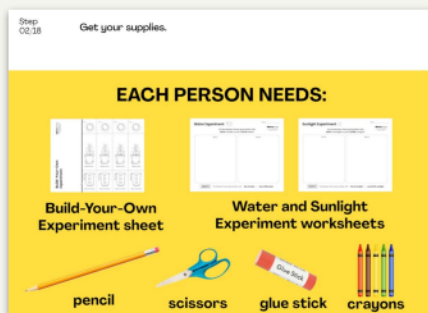 Step
02/18
Get your supplies.
EACH PERSON NEEDS:
Water Experiment
Sunlight Experiment
Build-Your-Own
Experiment sheet
Water and Sunlight
Experiment worksheets
Glue Stick
pencil
scissors
glue stick
crayons